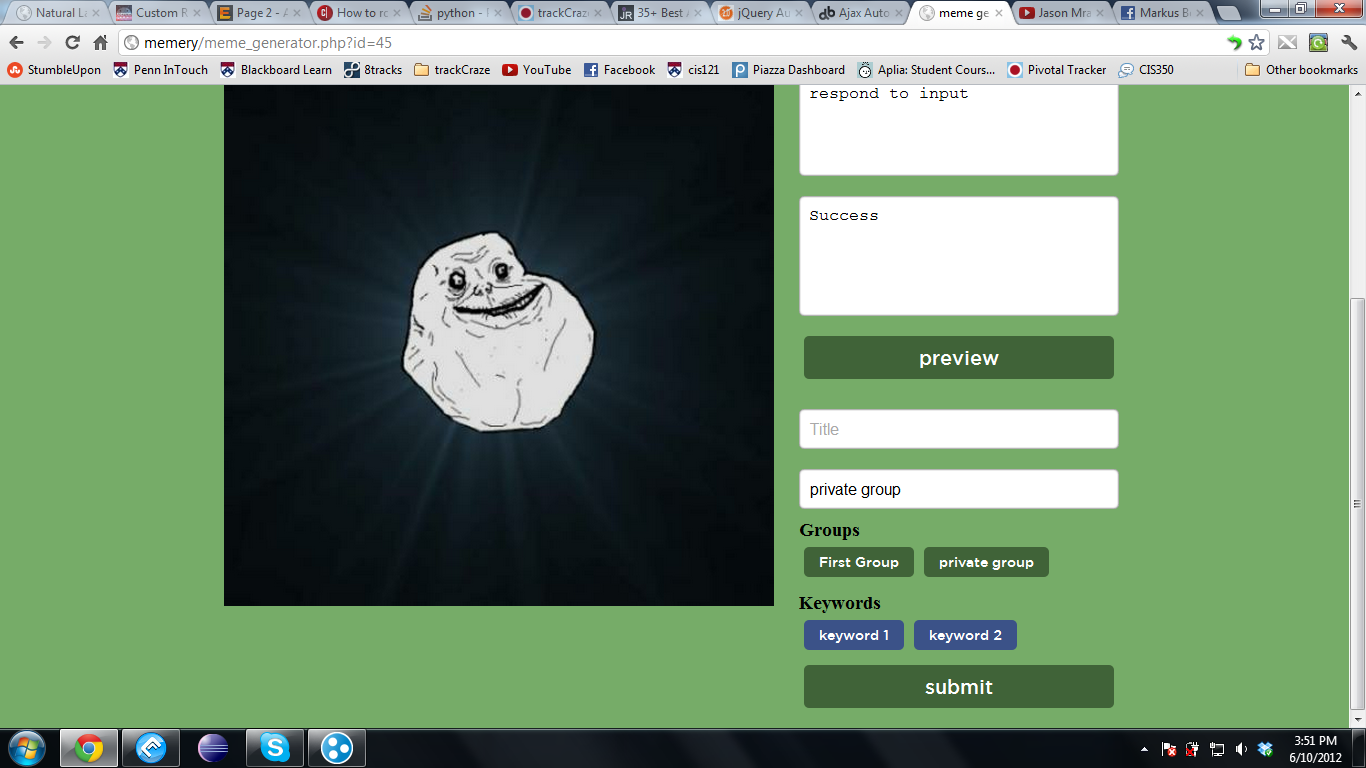 Natural L
Custom R
Page 2 - A
How to ro
python -
trackCraze
35+ Best
jQuery Au
Ajax Auto
meme ge
Jason Mra
Markus B
memery/meme_generator.php?id=45
StumbleUpon
Penn InTouch
Blackboard Learn
8tracks
trackCraze
YouTube
Facebook
cis121
Piazza Dashboard
Aplia: Student Cours...
Pivotal Tracker
CIS350
Other bookmarks
respond to input
Success
preview
Title
private group
Groups
First Group
private group
Keywords
keyword 1
keyword 2
submit
3:51 PM
6/10/2012